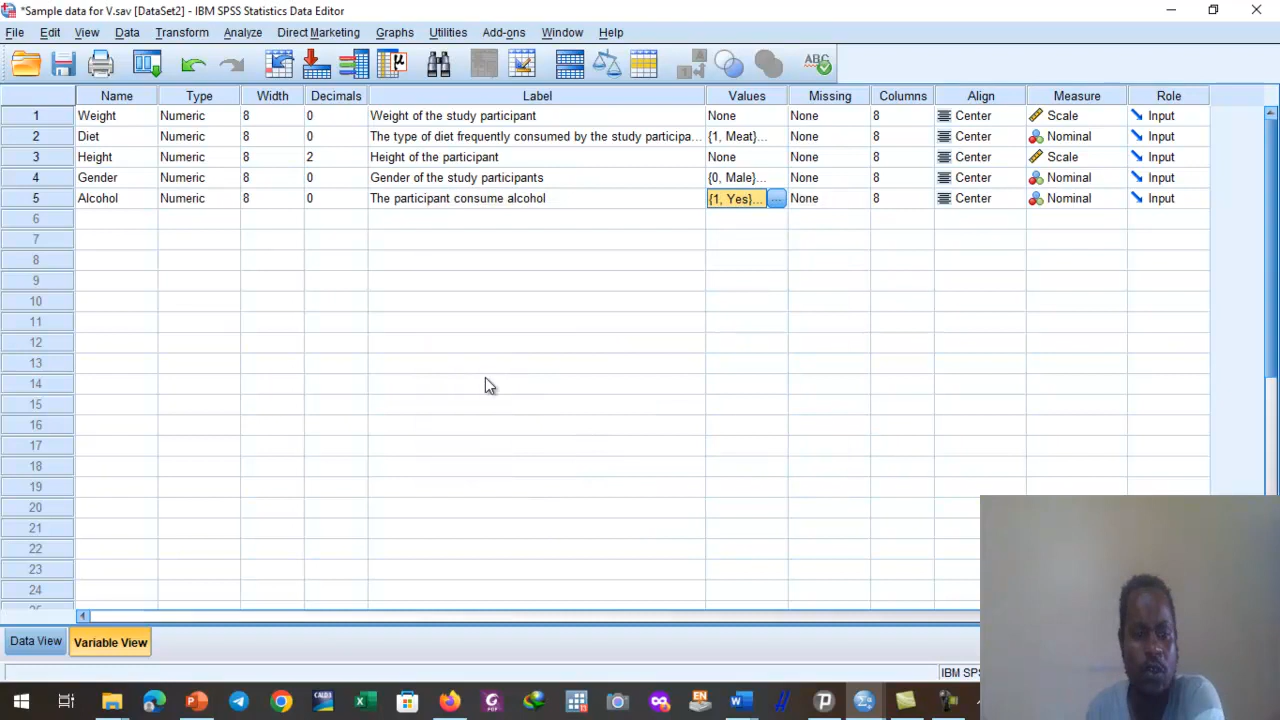 *Sample data for V.sav [DataSet2] - IBM SPSS Statistics Data Editor
File Edit View Data Transform Analyze Direct Marketing Graphs Utilities Add-ons Window Help
Name Type Width Decimals Label Values Missing Columns Align Measure Role
1 Weight Numeric 8 0 Weight of the study participant None None 8 Center Scale Input
2 Diet Numeric 8 0 The type of diet frequently consumed by the study participa... {1, Meat}... None 8 Center Nominal Input
3 Height Numeric 8 2 Height of the participant None None 8 Center Scale Input
4 Gender Numeric 8 0 Gender of the study participants {0, Male}... None 8 Center Nominal Input
5 Alcohol Numeric 8 0 The participant consume alcohol {1, Yes}... ... None 8 Center Nominal Input
6
7
8
9
10
11
12
13
14
15
16
17
18
19
20
21
22
23
24
Data View Variable View
IBM SPS